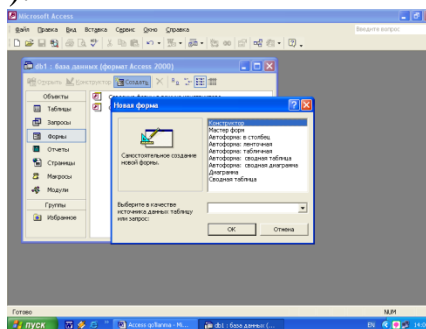 Microsoft Access
Файл Правка Вид Вставка Сервис Окно Справка
Введите вопрос
db1 : база данных (формат Access 2000)
Открыть Конструктор Создать
Объекты
Таблицы
Запросы
Формы
Отчеты
Страницы
Макросы
Модули
Группы
Избранное
Новая форма
Самостоятельное создание
новой формы.
Конструктор
Мастер форм
Автоформа: в столбец
Автоформа: ленточная
Автоформа: табличная
Автоформа: сводная таблица
Автоформа: сводная диаграмма
Диаграмма
Сводная таблица
Выберите в качестве
источника данных таблицу
или запрос:
ОК Отмена
Готово
NUM
пуск
Access qollanma - Mi...
db1 : база данных (...
EN